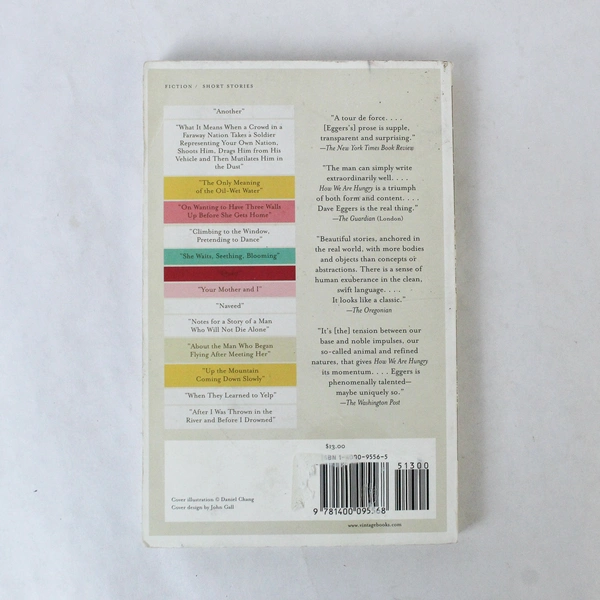 FICTION / SHORT STORIES
"Another"
"What It Means When a Crowd in a
Faraway Nation Takes a Soldier
Representing Your Own Nation,
Shoots Him, Drags Him from His
Vehicle and Then Mutilates Him in
the Dust"
"The Only Meaning
of the Oil-Wet Water"
"On Wanting to Have Three Walls
Up Before She Gets Home"
"Climbing to the Window,
Pretending to Dance"
"She Waits, Seething, Blooming"
"Your Mother and I"
"Naveed"
"Notes for a Story of a Man
Who Will Not Die Alone"
"About the Man Who Began
Flying After Meeting Her"
"Up the Mountain
Coming Down Slowly"
"When They Learned to Yelp"
"After I Was Thrown in the
River and Before I Drowned"
"A tour de force. . . .
[Eggers's] prose is supple,
transparent and surprising."
—The New York Times Book Review
"The man can simply write
extraordinarily well. . . .
How We Are Hungry is a triumph
of both form and content. . . .
Dave Eggers is the real thing."
—The Guardian (London)
"Beautiful stories, anchored in
the real world, with more bodies
and objects than concepts or
abstractions. There is a sense of
human exuberance in the clean,
swift language. . . .
It looks like a classic."
—The Oregonian
"It's [the] tension between our
base and noble impulses, our
so-called animal and refined
natures, that gives How We Are Hungry
its momentum. . . . Eggers is
phenomenally talented—
maybe uniquely so."
—The Washington Post
$13.00
-9556-5
51300
9 781400 095
Cover illustration © Daniel Chang
Cover design by John Gall
www.vintagebooks.com